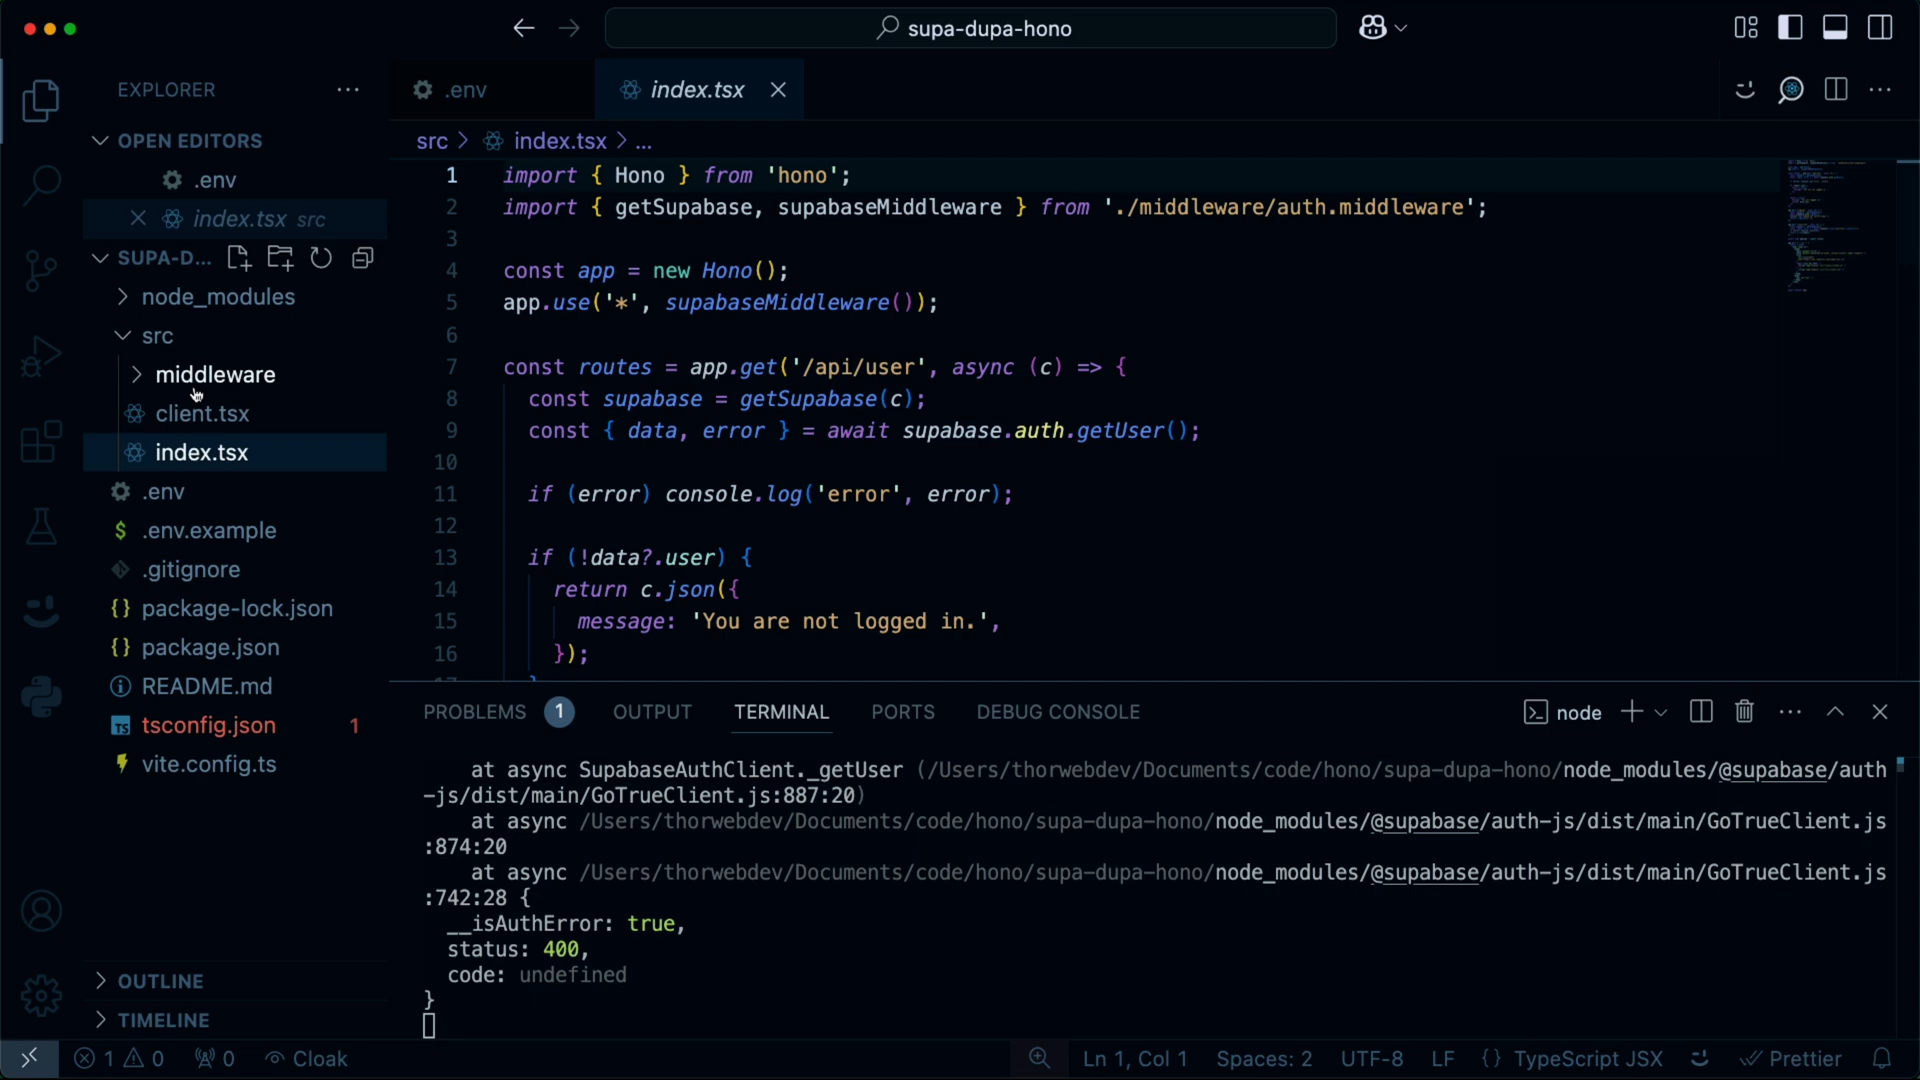 supa-dupa-hono
EXPLORER
.env
index.tsx
OPEN EDITORS
.env
index.tsx src
SUPA-D...
node_modules
src
middleware
client.tsx
index.tsx
.env
.env.example
.gitignore
package-lock.json
package.json
README.md
tsconfig.json 1
vite.config.ts
OUTLINE
TIMELINE
src > index.tsx > ...
1 import { Hono } from 'hono';
2 import { getSupabase, supabaseMiddleware } from './middleware/auth.middleware';
3
4 const app = new Hono();
5 app.use('*', supabaseMiddleware());
6
7 const routes = app.get('/api/user', async (c) => {
8 const supabase = getSupabase(c);
9 const { data, error } = await supabase.auth.getUser();
10
11 if (error) console.log('error', error);
12
13 if (!data?.user) {
14 return c.json({
15 message: 'You are not logged in.',
16 });
PROBLEMS 1 OUTPUT TERMINAL PORTS DEBUG CONSOLE node
at async SupabaseAuthClient._getUser (/Users/thorwebdev/Documents/code/hono/supa-dupa-hono/node_modules/@supabase/auth
-js/dist/main/GoTrueClient.js:887:20)
at async /Users/thorwebdev/Documents/code/hono/supa-dupa-hono/node_modules/@supabase/auth-js/dist/main/GoTrueClient.js
:874:20
at async /Users/thorwebdev/Documents/code/hono/supa-dupa-hono/node_modules/@supabase/auth-js/dist/main/GoTrueClient.js
:742:28 {
__isAuthError: true,
status: 400,
code: undefined
}
1 0 0 Cloak Ln 1, Col 1 Spaces: 2 UTF-8 LF {} TypeScript JSX Prettier